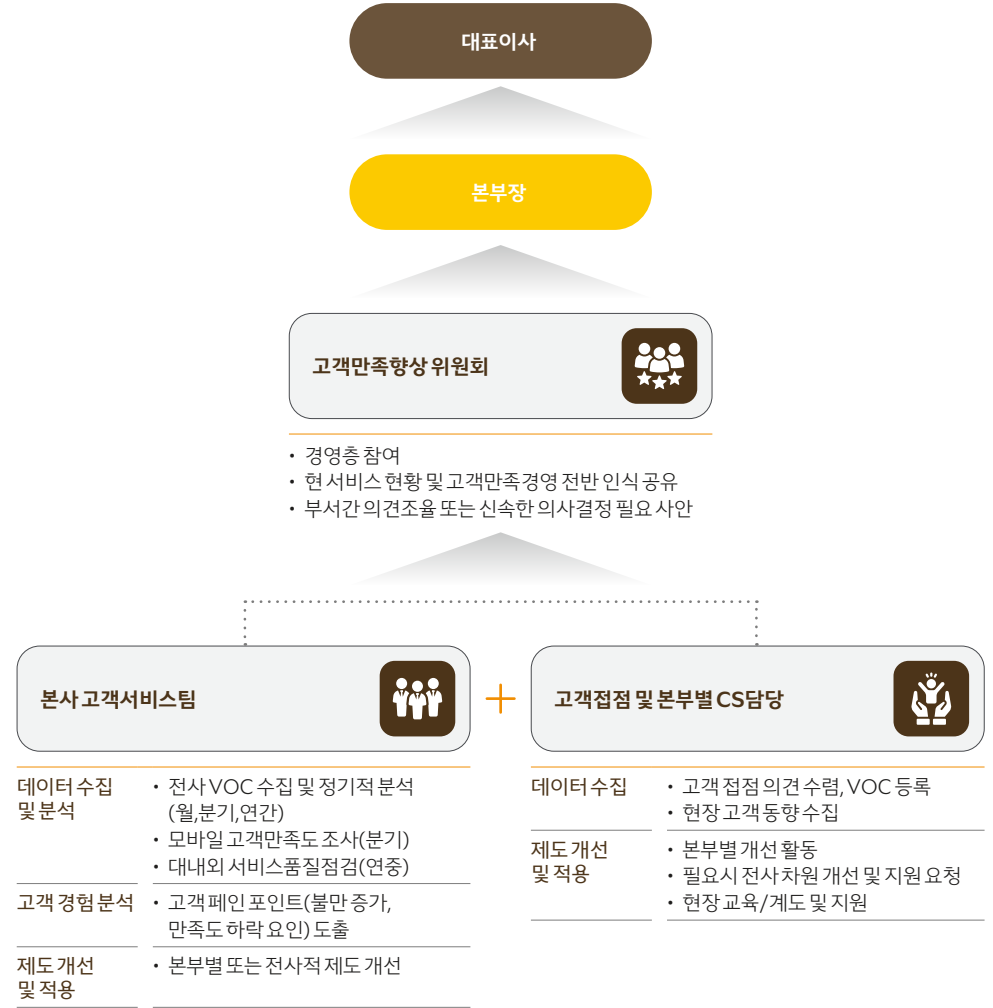 대표이사
본부장
고객만족향상 위원회
• 경영층 참여
• 현 서비스 현황 및 고객만족경영 전반 인식 공유
• 부서간 의견조율 또는 신속한 의사결정 필요 사안
본사 고객서비스팀
데이터 수집
및 분석
• 전사 VOC 수집 및 정기적 분석
(월,분기,연간)
• 모바일 고객만족도 조사(분기)
• 대내외 서비스품질점검(연중)
고객 경험 분석
• 고객 페인 포인트(불만 증가,
만족도 하락 요인) 도출
제도 개선
및 적용
• 본부별 또는 전사적 제도 개선
고객접점 및 본부별 CS담당
데이터 수집
• 고객 접점 의견 수렴, VOC 등록
• 현장 고객 동향 수집
제도 개선
및 적용
• 본부별 개선 활동
• 필요시 전사 차원 개선 및 지원 요청
• 현장 교육/계도 및 지원